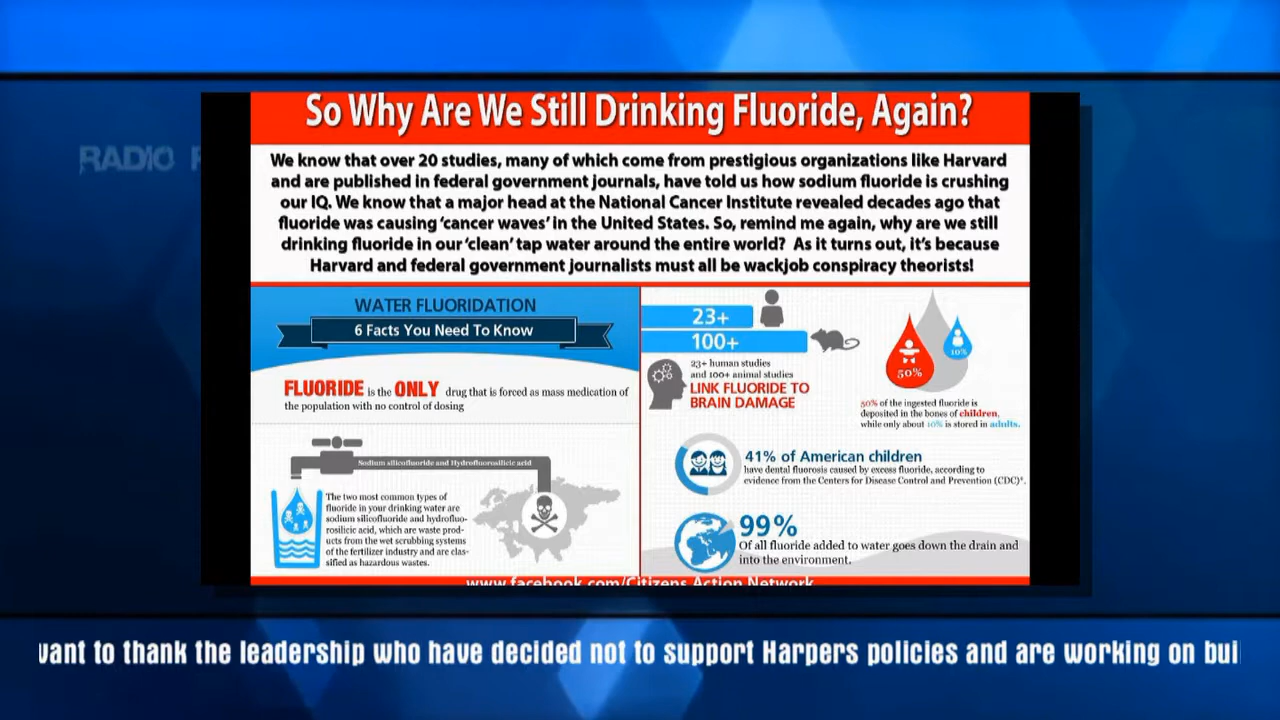 So Why Are We Still Drinking Fluoride, Again?
We know that over 20 studies, many of which come from prestigious organizations like Harvard
and are published in federal government journals, have told us how sodium fluoride is crushing
our IQ. We know that a major head at the National Cancer Institute revealed decades ago that
fluoride was causing 'cancer waves' in the United States. So, remind me again, why are we still
drinking fluoride in our 'clean' tap water around the entire world? As it turns out, it's because
Harvard and federal government journalists must all be wackjob conspiracy theorists!
RADIO
WATER FLUORIDATION
6 Facts You Need To Know
FLUORIDE is the ONLY drug that is forced as mass medication of
the population with no control of dosing
Sodium silicofluoride and Hydrofluorosilicic acid
The two most common types of
fluoride in your drinking water are
sodium silicofluoride and hydrofluo-
rosilicic acid, which are waste prod-
ucts from the wet scrubbing systems
of the fertilizer industry and are clas-
sified as hazardous wastes.
23+
100+
23+ human studies
and 100+ animal studies
LINK FLUORIDE TO
BRAIN DAMAGE
50%
10%
50% of the ingested fluoride is
deposited in the bones of children,
while only about 10% is stored in adults.
41% of American children
have dental fluorosis caused by excess fluoride, according to
evidence from the Centers for Disease Control and Prevention (CDC)*.
99%
Of all fluoride added to water goes down the drain and
into the environment.
www.facebook.com/Citizens Action Network
want to thank the leadership who have decided not to support Harpers policies and are working on bui